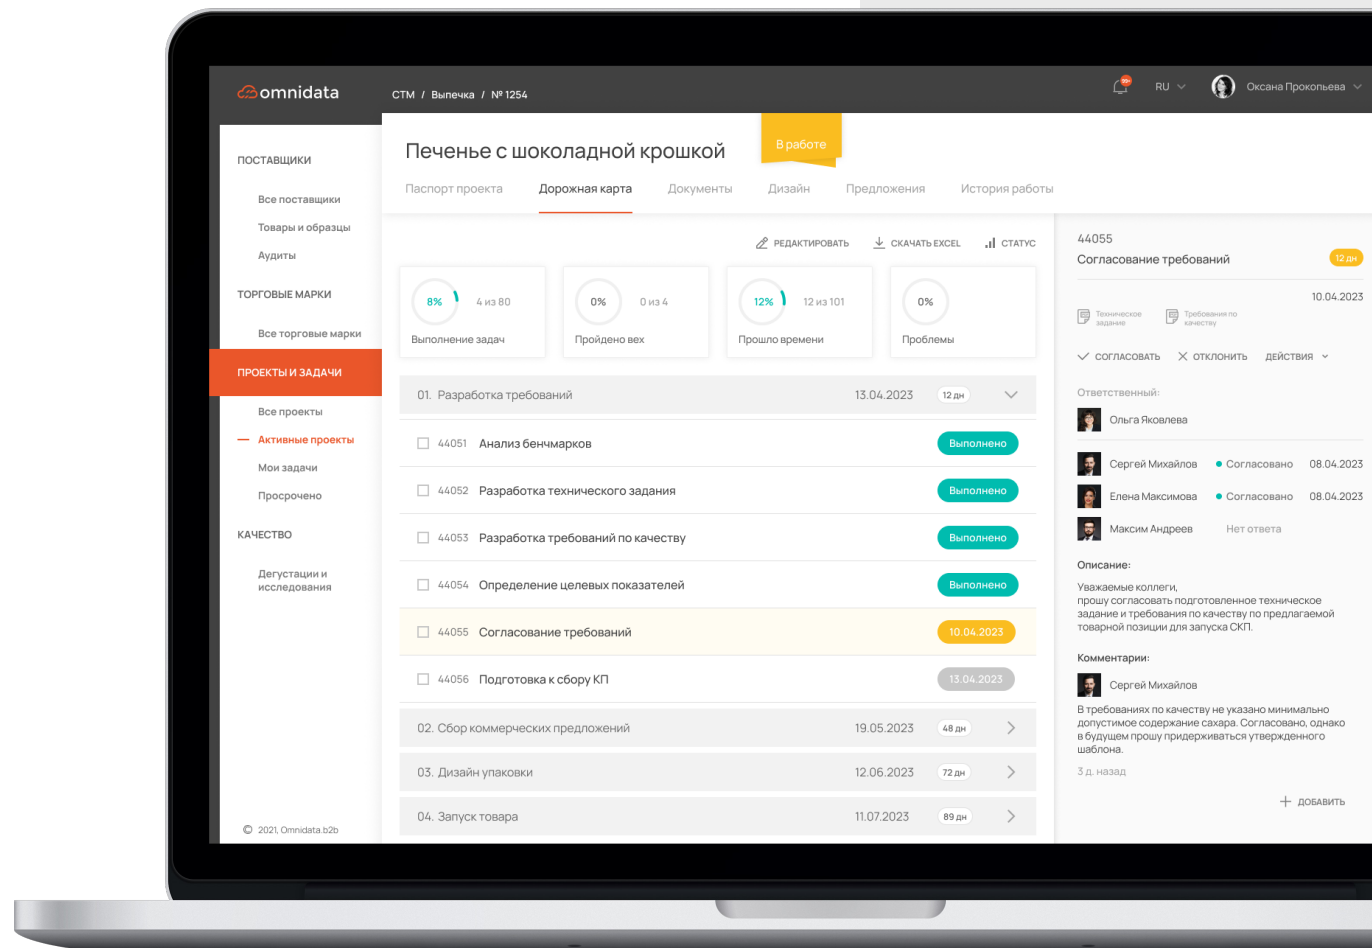 omnidata
СТМ / Выпечка / № 1254
99+
RU
Оксана Прокопьева
ПОСТАВЩИКИ
Все поставщики
Товары и образцы
Аудиты
ТОРГОВЫЕ МАРКИ
Все торговые марки
ПРОЕКТЫ И ЗАДАЧИ
Все проекты
Активные проекты
Мои задачи
Просрочено
КАЧЕСТВО
Дегустации и
исследования
© 2021, Omnidata.b2b
Печенье с шоколадной крошкой
В работе
Паспорт проекта
Дорожная карта
Документы
Дизайн
Предложения
История работы
РЕДАКТИРОВАТЬ
СКАЧАТЬ EXCEL
СТАТУС
8%
4 из 80
Выполнение задач
0%
0 из 4
Пройдено вех
12%
12 из 101
Прошло времени
0%
Проблемы
01. Разработка требований 13.04.2023 12 дн
44051 Анализ бенчмарков Выполнено
44052 Разработка технического задания Выполнено
44053 Разработка требований по качеству Выполнено
44054 Определение целевых показателей Выполнено
44055 Согласование требований 10.04.2023
44056 Подготовка к сбору КП 13.04.2023
02. Сбор коммерческих предложений 19.05.2023 48 дн
03. Дизайн упаковки 12.06.2023 72 дн
04. Запуск товара 11.07.2023 89 дн
44055
Согласование требований 12 дн
10.04.2023
Техническое
задание
Требования по
качеству
СОГЛАСОВАТЬ
ОТКЛОНИТЬ
ДЕЙСТВИЯ
Ответственный:
Ольга Яковлева
Сергей Михайлов Согласовано 08.04.2023
Елена Максимова Согласовано 08.04.2023
Максим Андреев Нет ответа
Описание:
Уважаемые коллеги,
прошу согласовать подготовленное техническое
задание и требования по качеству по предлагаемой
товарной позиции для запуска СКП.
Комментарии:
Сергей Михайлов
В требованиях по качеству не указано минимально
допустимое содержание сахара. Согласовано, однако
в будущем прошу придерживаться утвержденного
шаблона.
3 д. назад
ДОБАВИТЬ